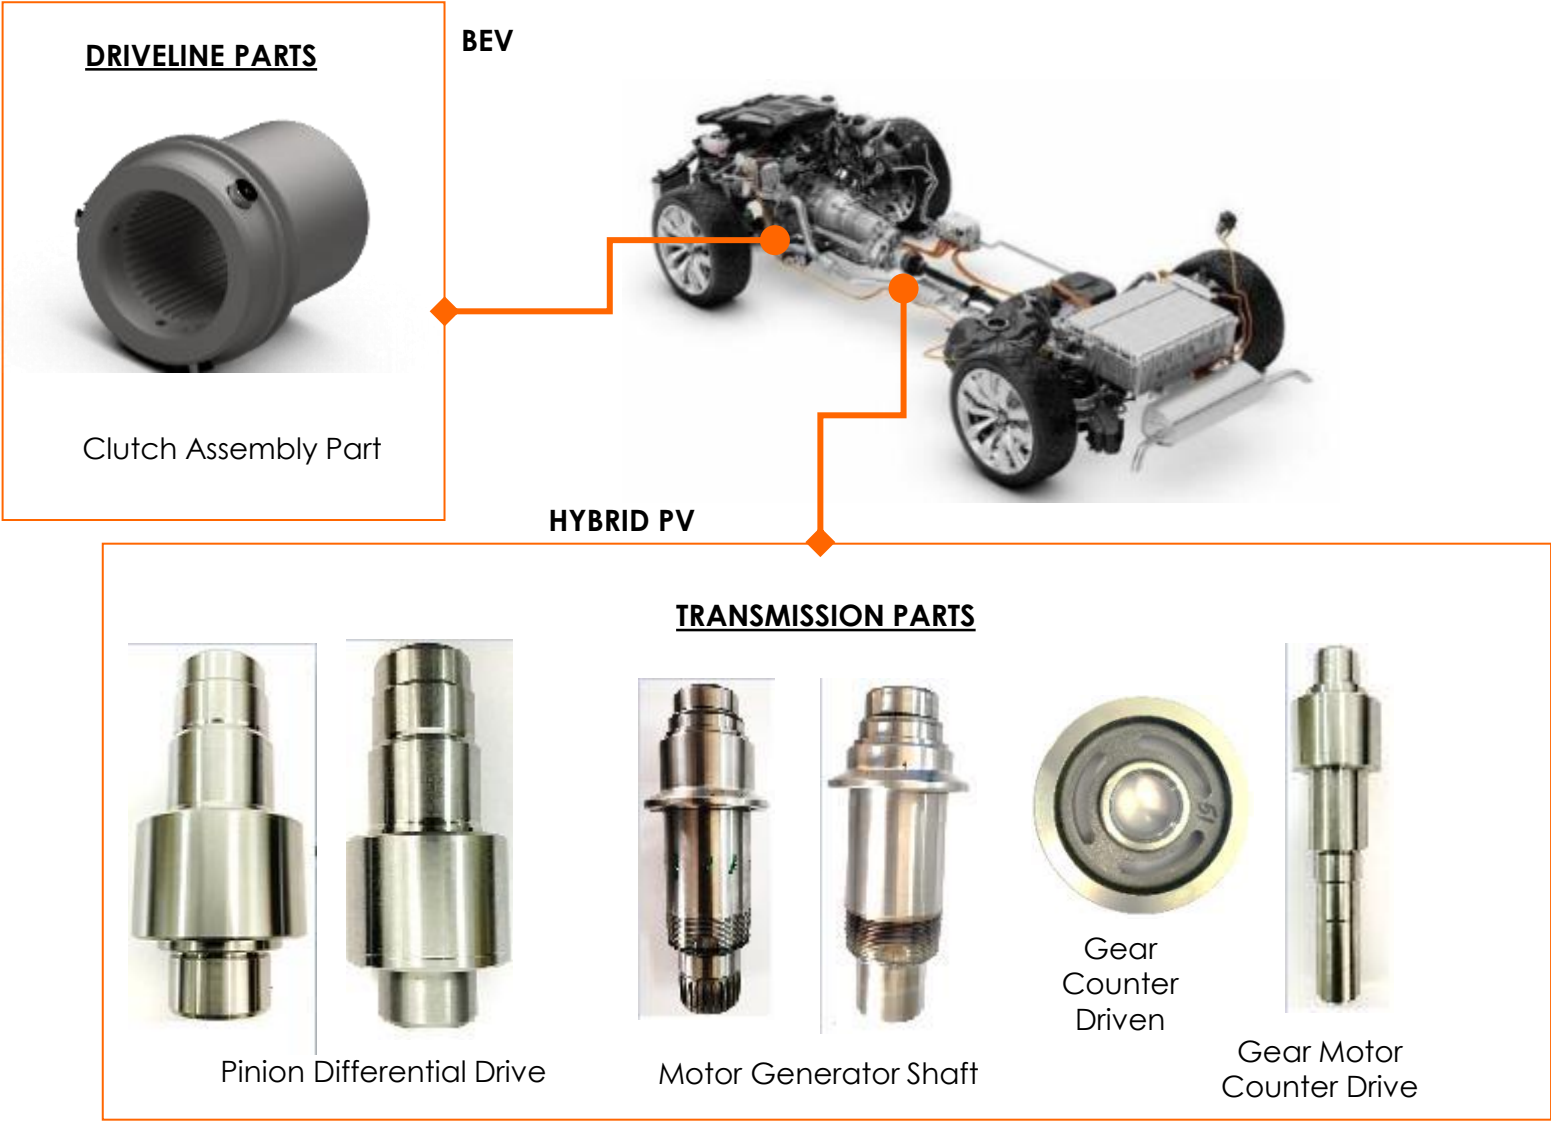 DRIVELINE PARTS
BEV
Clutch Assembly Part
HYBRID PV
TRANSMISSION PARTS
19
Gear
Counter
Driven
Pinion Differential Drive
Motor Generator Shaft
Gear Motor
Counter Drive